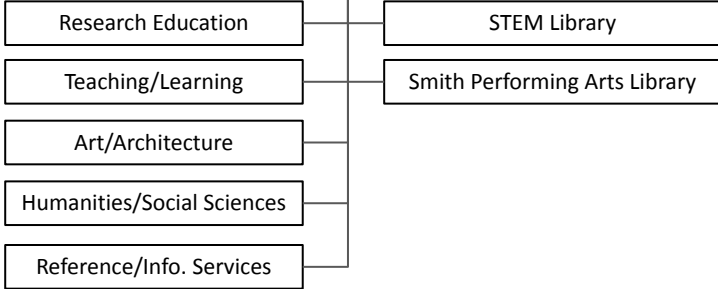 Research Education
STEM Library
Teaching/Learning
Smith Performing Arts Library
Art/Architecture
Humanities/Social Sciences
Reference/Info. Services